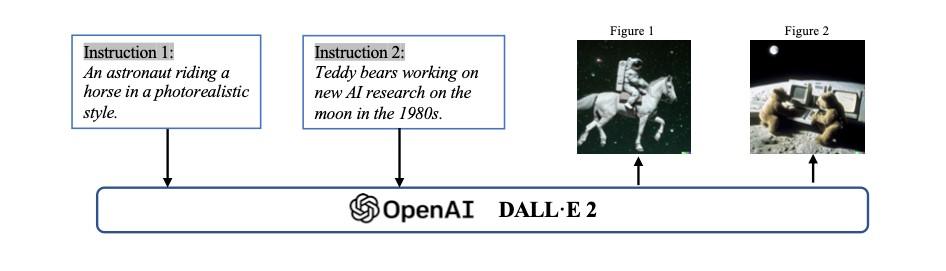 Instruction 1:
An astronaut riding a
horse in a photorealistic
style.
Instruction 2:
Teddy bears working on
new AI research on the
moon in the 1980s.
Figure 1
Figure 2
OpenAI DALL·E 2